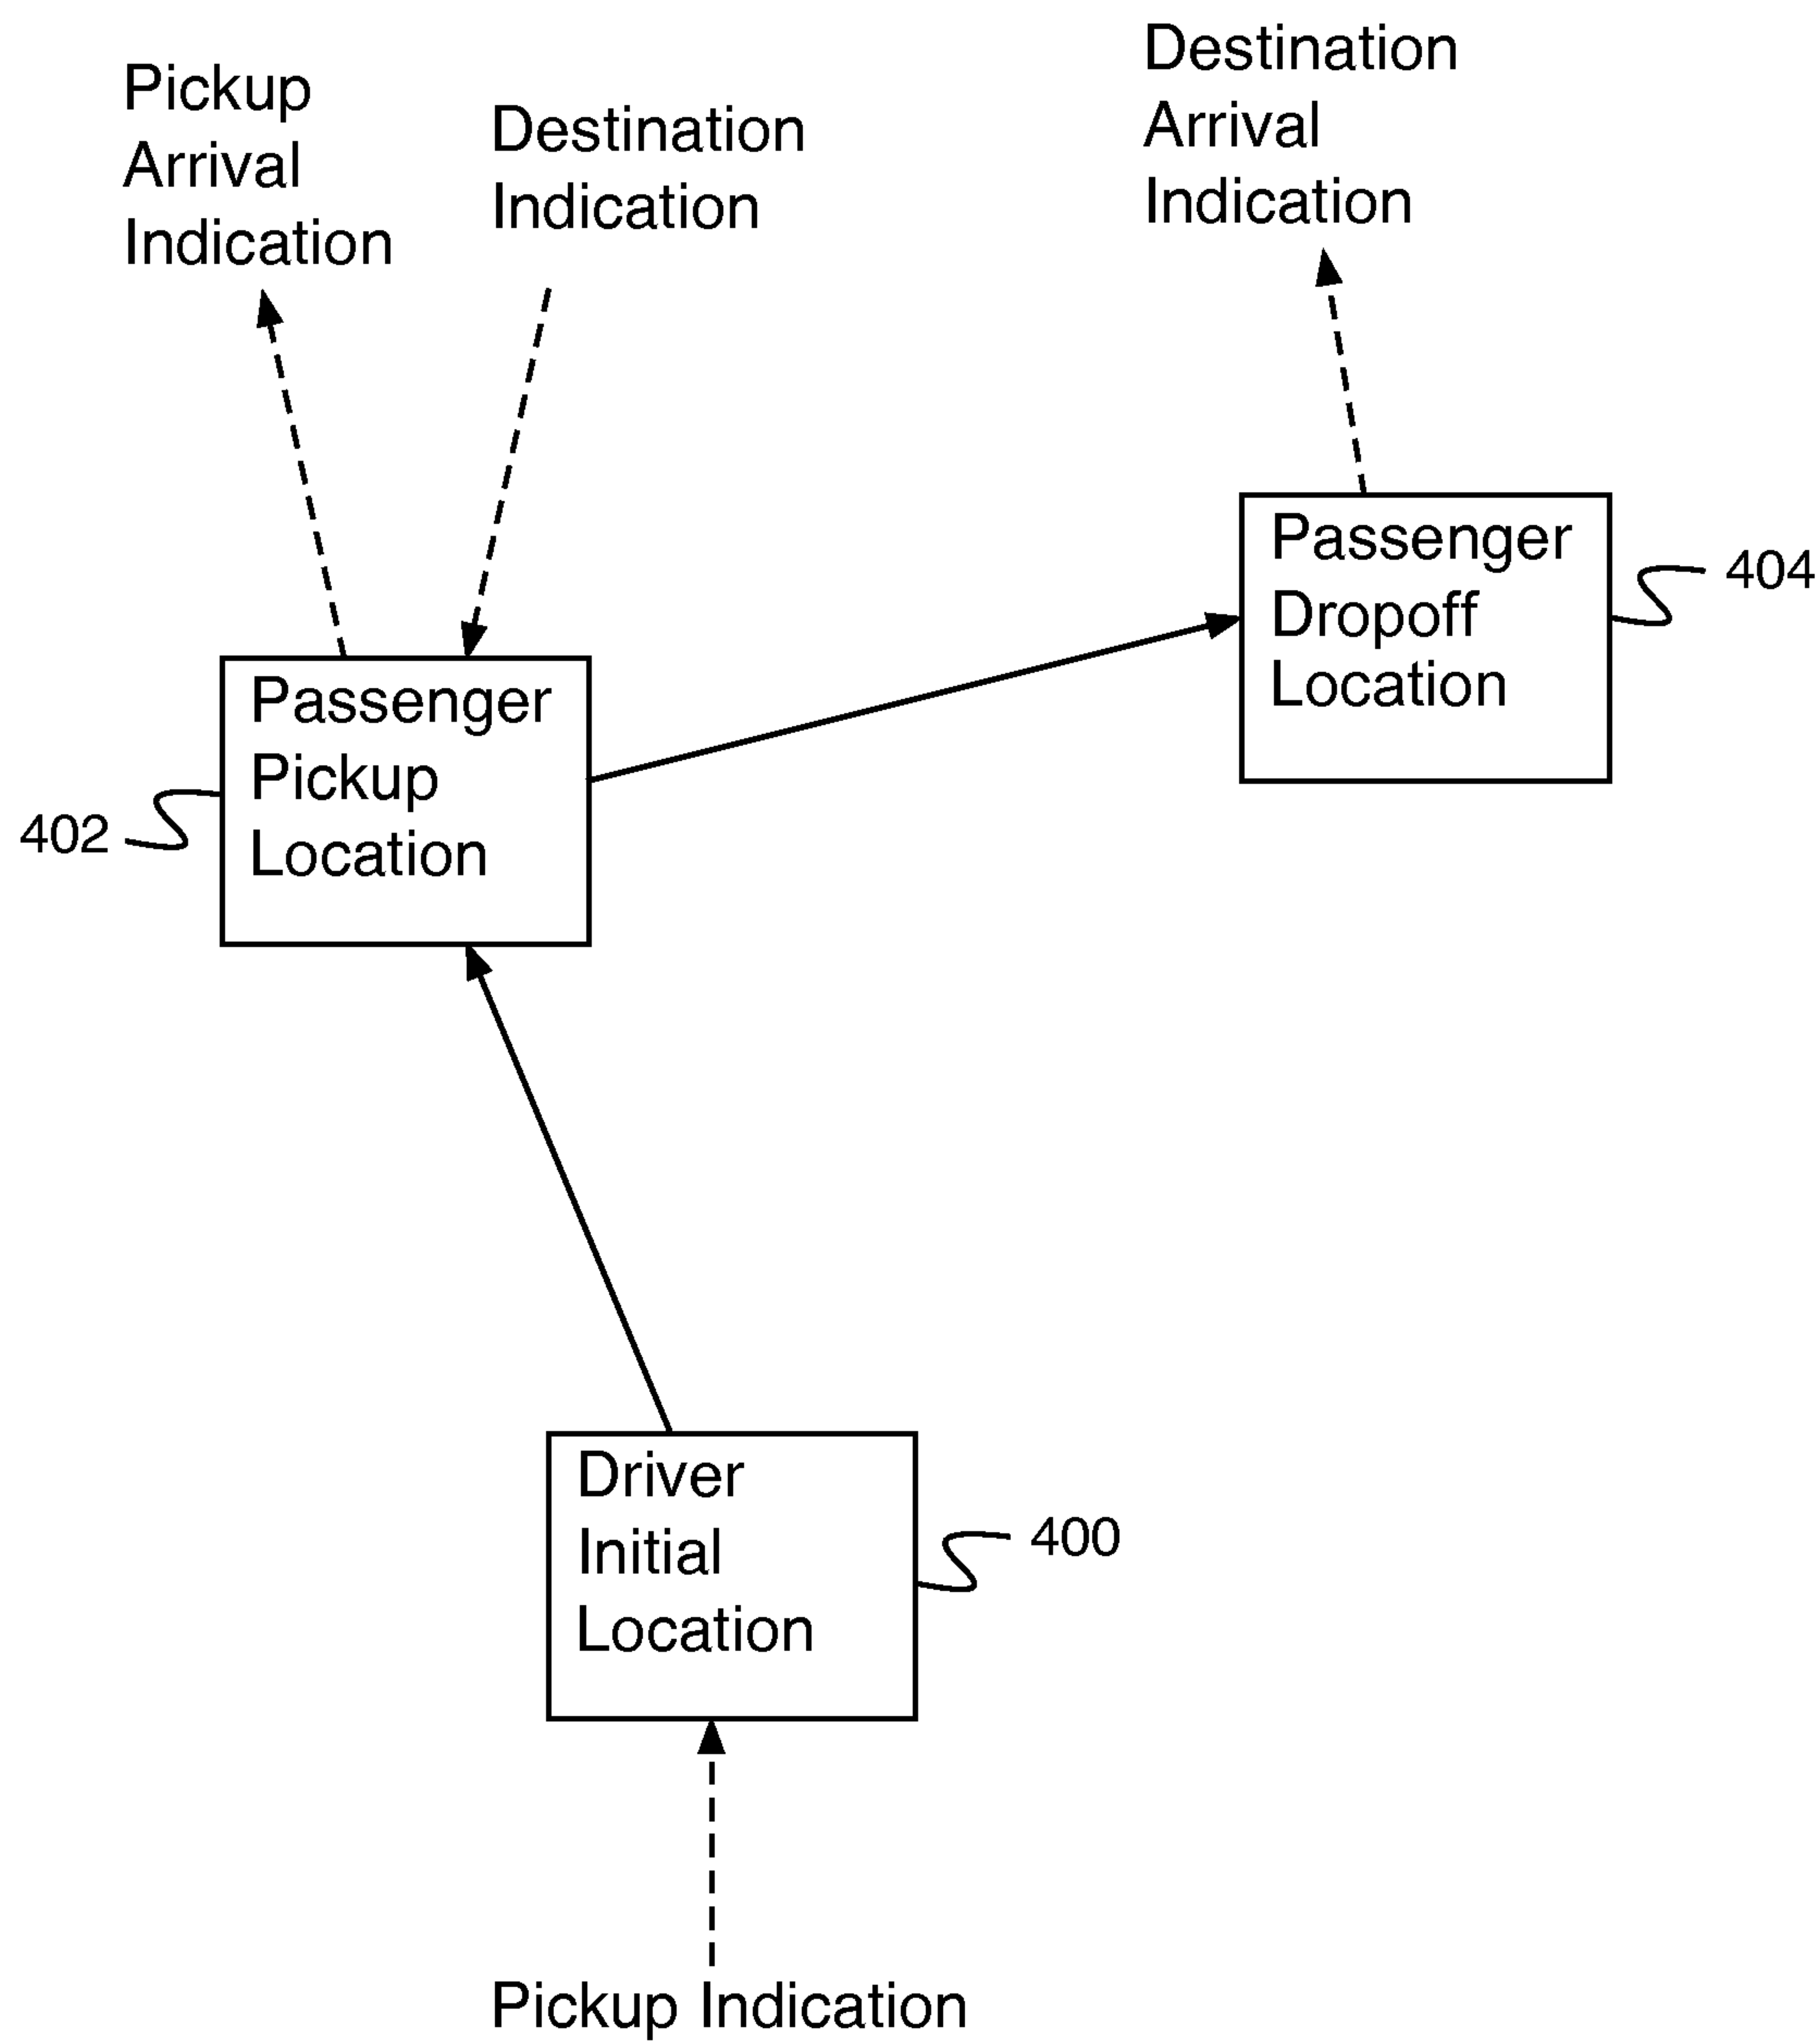 Pickup
Arrival
Indication
Destination
Indication
Destination
Arrival
Indication
Passenger
Dropoff
Location
404
Passenger
Pickup
Location
402
Driver
Initial
Location
400
Pickup Indication